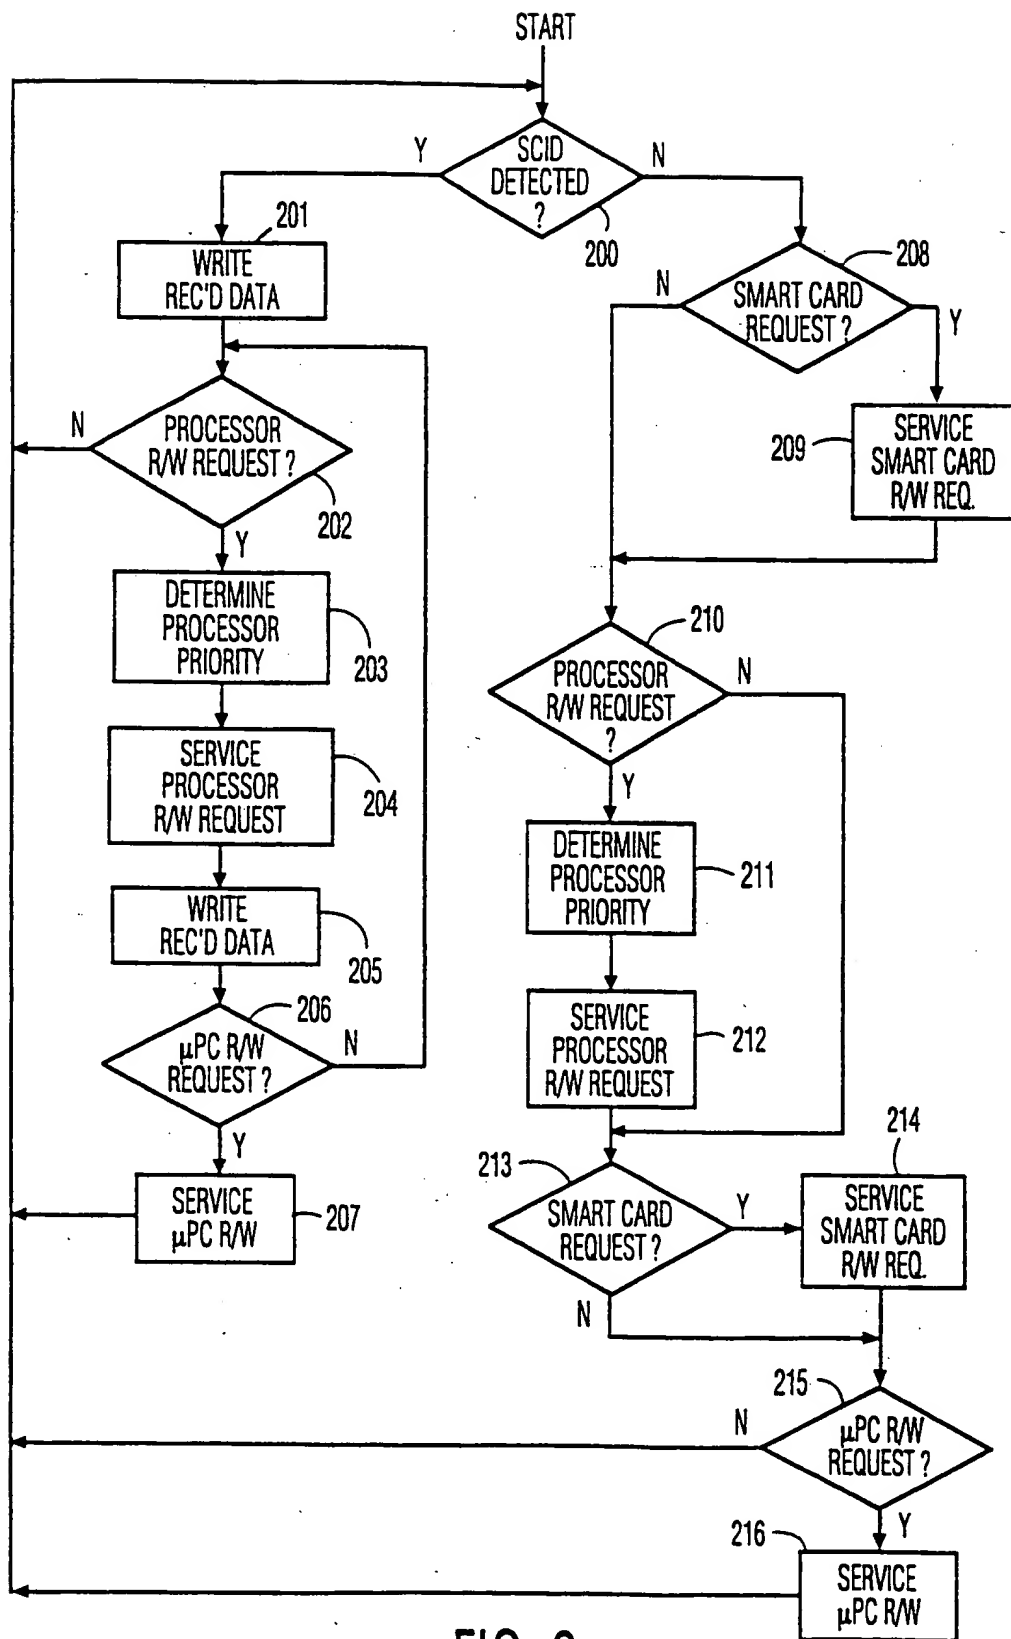 START
SCID
DETECTED
?
Y
N
200
201
WRITE
REC'D DATA
208
SMART CARD
REQUEST ?
N
Y
PROCESSOR
R/W REQUEST ?
N
202
Y
SERVICE
SMART CARD
R/W REQ.
209
DETERMINE
PROCESSOR
PRIORITY
203
210
PROCESSOR
R/W REQUEST
?
N
Y
SERVICE
PROCESSOR
R/W REQUEST
204
DETERMINE
PROCESSOR
PRIORITY
211
WRITE
REC'D DATA
205
206
µPC R/W
REQUEST ?
N
Y
SERVICE
PROCESSOR
R/W REQUEST
212
SERVICE
µPC R/W
207
213
SMART CARD
REQUEST ?
Y
N
214
SERVICE
SMART CARD
R/W REQ.
215
µPC R/W
REQUEST ?
N
Y
216
SERVICE
µPC R/W
FIG.